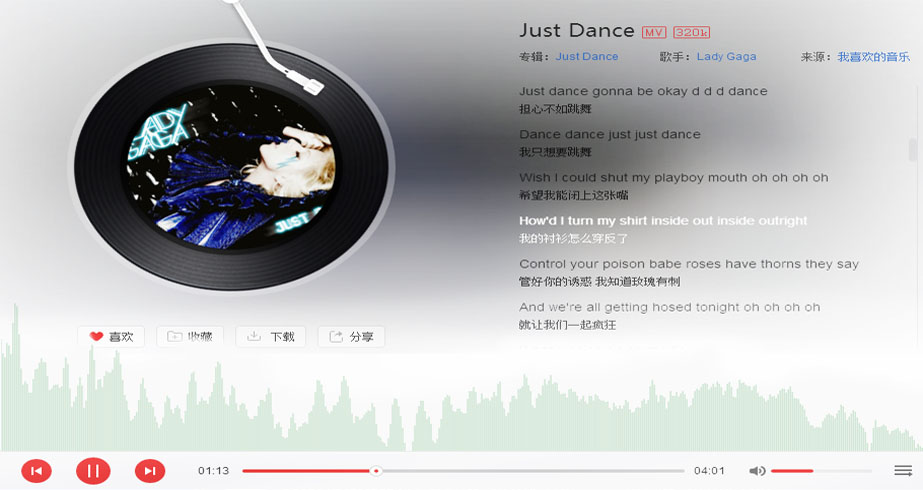 Just Dance MV 320k
专辑：Just Dance 歌手：Lady Gaga 来源：我喜欢的音乐
Just dance gonna be okay d d d dance
担心不如跳舞
Dance dance just just dance
我只想要跳舞
Wish I could shut my playboy mouth oh oh oh oh
希望我能闭上这张嘴
How'd I turn my shirt inside out inside outright
我的衬衫怎么穿反了
Control your poison babe roses have thorns they say
管好你的诱惑 我知道玫瑰有刺
And we're all getting hosed tonight oh oh oh oh
就让我们一起疯狂
LADY
GAGA
JUST
喜欢 收藏 下载 分享
01:13 04:01